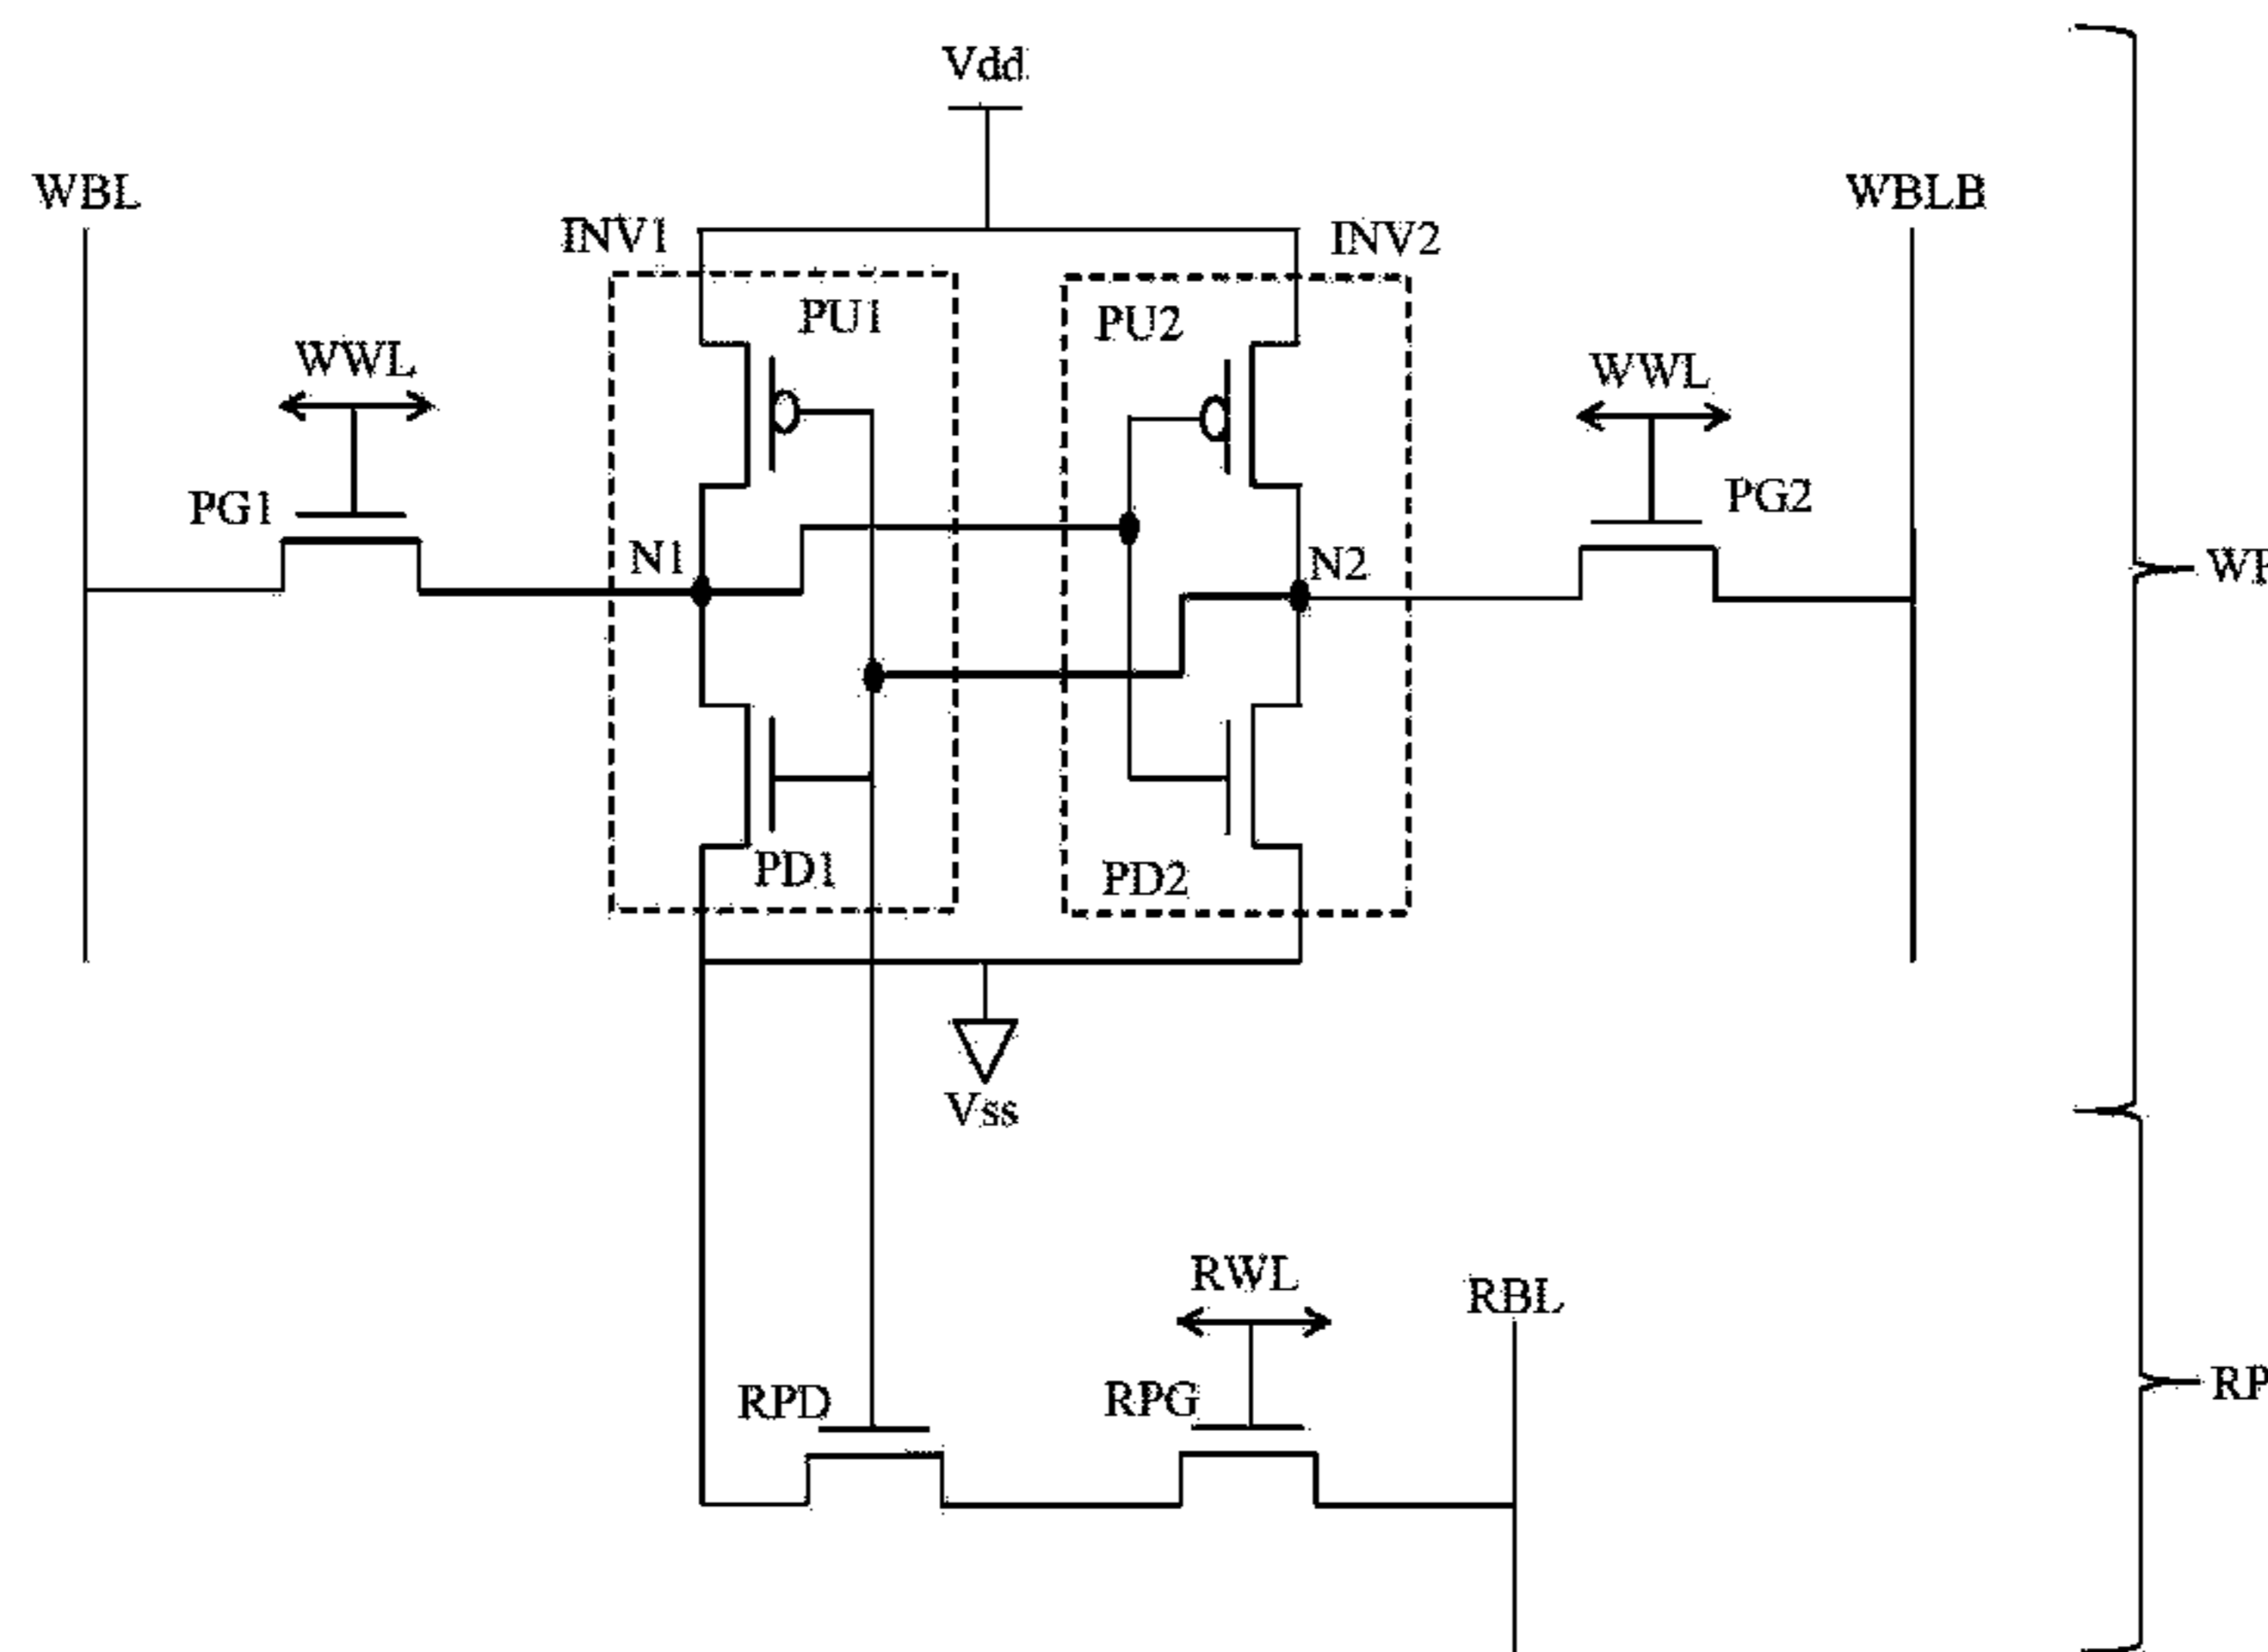 Vdd
WBL
WBLB
INV1
INV2
PU1
PU2
WWL
WWL
PG1
PG2
N1
N2
PD1
PD2
Vss
RWL
RBL
RPD
RPG
RP